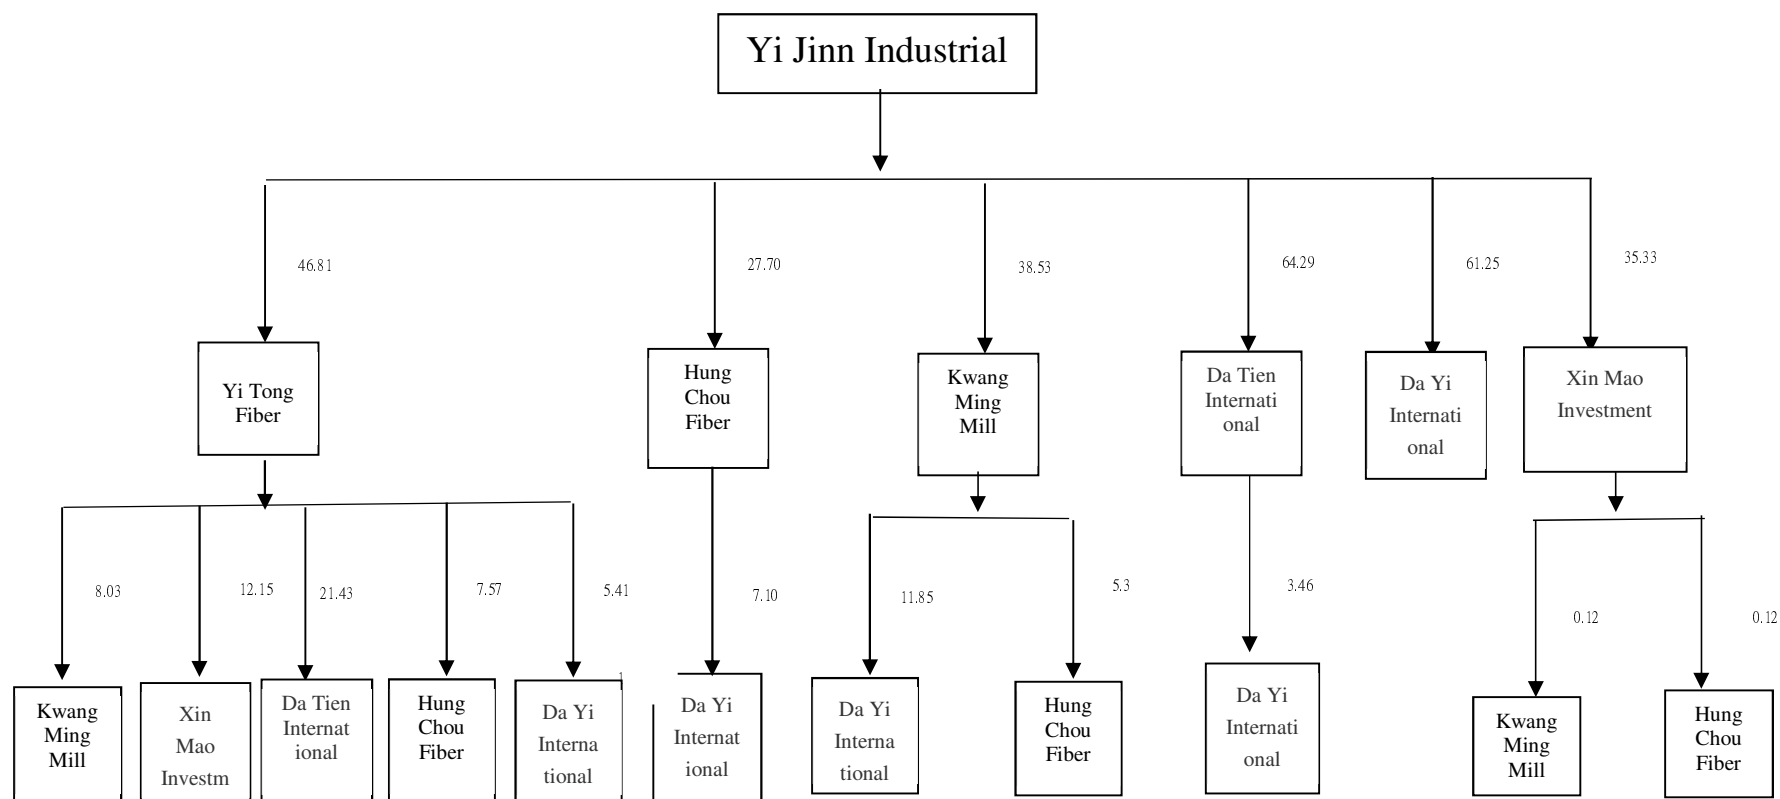 Yi Jinn Industrial
46.81
27.70
38.53
64.29
61.25
35.33
Yi Tong
Fiber
Hung
Chou
Fiber
Kwang
Ming
Mill
Da Tien
Internati
onal
Da Yi
Internati
onal
Xin Mao
Investment
8.03
12.15
21.43
7.57
5.41
7.10
11.85
5.3
3.46
0.12
0.12
Kwang
Ming
Mill
Xin
Mao
Investm
Da Tien
Internat
ional
Hung
Chou
Fiber
Da Yi
Interna
tional
Da Yi
Internat
ional
Da Yi
Interna
tional
Hung
Chou
Fiber
Da Yi
Internati
onal
Kwang
Ming
Mill
Hung
Chou
Fiber